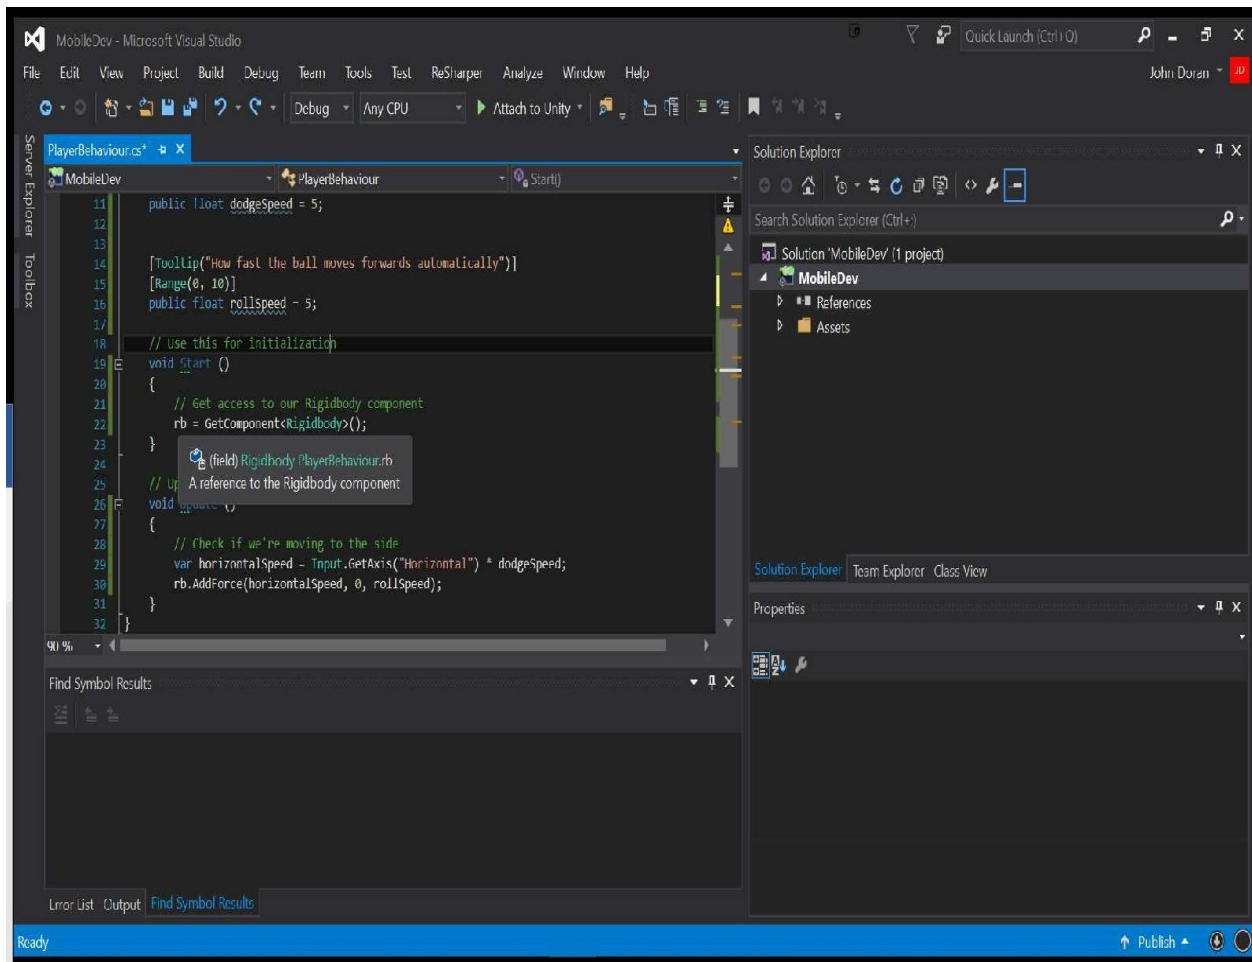 MobileDev - Microsoft Visual Studio
Quick Launch (Ctrl+Q)
File Edit View Project Build Debug Team Tools Test ReSharper Analyze Window Help
John Doran JD
Debug Any CPU Attach to Unity
Server Explorer
Toolbox
PlayerBehaviour.cs*
MobileDev PlayerBehaviour Start()
11 public float dodgeSpeed = 5;
12
13
14 [Tooltip("How fast the ball moves forwards automatically")]
15 [Range(0, 10)]
16 public float rollSpeed = 5;
17
18 // Use this for initialization
19 void Start ()
20 {
21 // Get access to our Rigidbody component
22 rb = GetComponent<Rigidbody>();
23 }
24
(field) Rigidbody PlayerBehaviour.rb
A reference to the Rigidbody component
25 // Up
26 void Update ()
27 {
28 // Check if we're moving to the side
29 var horizontalSpeed = Input.GetAxis("Horizontal") * dodgeSpeed;
30 rb.AddForce(horizontalSpeed, 0, rollSpeed);
31 }
32 }
90 %
Find Symbol Results
Error List Output Find Symbol Results
Solution Explorer
Search Solution Explorer (Ctrl+;)
Solution 'MobileDev' (1 project)
MobileDev
References
Assets
Solution Explorer Team Explorer Class View
Properties
Ready
Publish